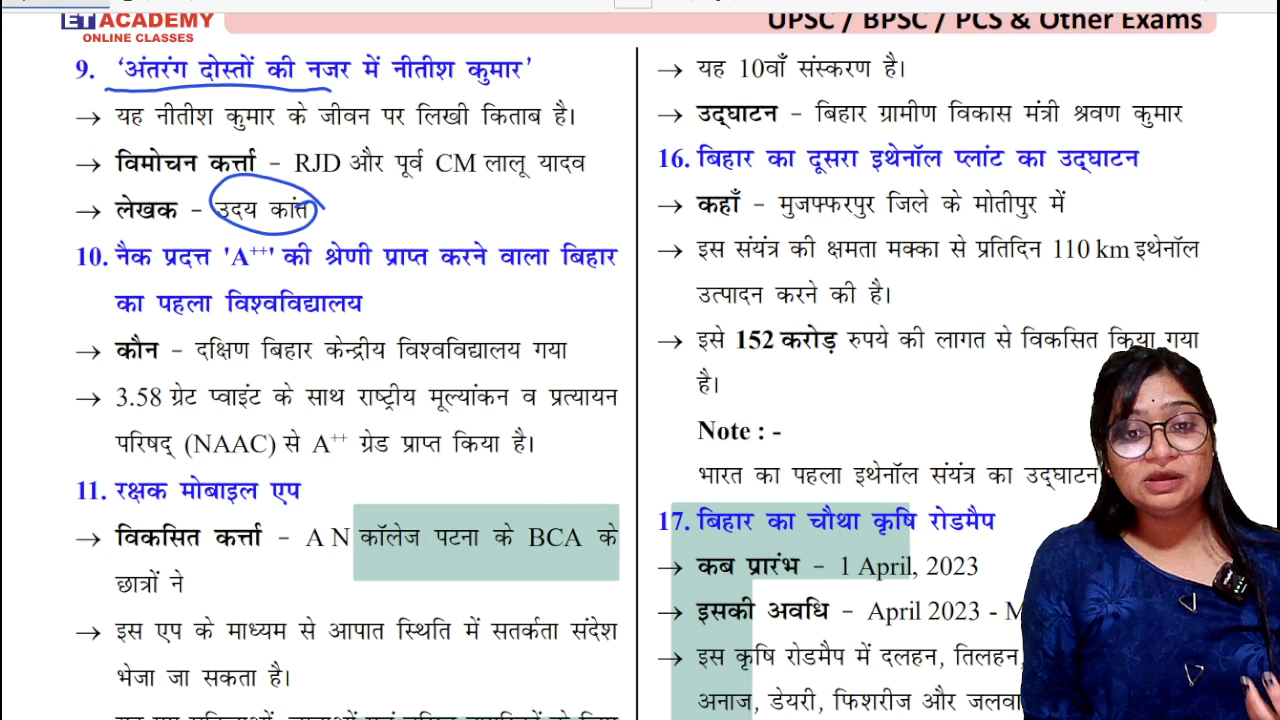 ET ACADEMY
ONLINE CLASSES
UPSC / BPSC / PCS & Other Exams
9. ‘अंतरंग दोस्तों की नजर में नीतीश कुमार’
→ यह नीतीश कुमार के जीवन पर लिखी किताब है।
→ विमोचन कर्त्ता - RJD और पूर्व CM लालू यादव
→ लेखक - उदय कांत
10. नैक प्रदत्त 'A⁺⁺' की श्रेणी प्राप्त करने वाला बिहार
का पहला विश्वविद्यालय
→ कौन - दक्षिण बिहार केन्द्रीय विश्वविद्यालय गया
→ 3.58 ग्रेट प्वाइंट के साथ राष्ट्रीय मूल्यांकन व प्रत्यायन
परिषद् (NAAC) से A⁺⁺ ग्रेड प्राप्त किया है।
11. रक्षक मोबाइल एप
→ विकसित कर्त्ता - A N कॉलेज पटना के BCA के
छात्रों ने
→ इस एप के माध्यम से आपात स्थिति में सतर्कता संदेश
भेजा जा सकता है।
→ यह 10वाँ संस्करण है।
→ उद्घाटन - बिहार ग्रामीण विकास मंत्री श्रवण कुमार
16. बिहार का दूसरा इथेनॉल प्लांट का उद्घाटन
→ कहाँ - मुजफ्फरपुर जिले के मोतीपुर में
→ इस संयंत्र की क्षमता मक्का से प्रतिदिन 110 km इथेनॉल
उत्पादन करने की है।
→ इसे 152 करोड़ रुपये की लागत से विकसित किया गया
है।
Note : -
भारत का पहला इथेनॉल संयंत्र का उद्घाटन
17. बिहार का चौथा कृषि रोडमैप
→ कब प्रारंभ - 1 April, 2023
→ इसकी अवधि - April 2023 - M
→ इस कृषि रोडमैप में दलहन, तिलहन,
अनाज, डेयरी, फिशरीज और जलवा